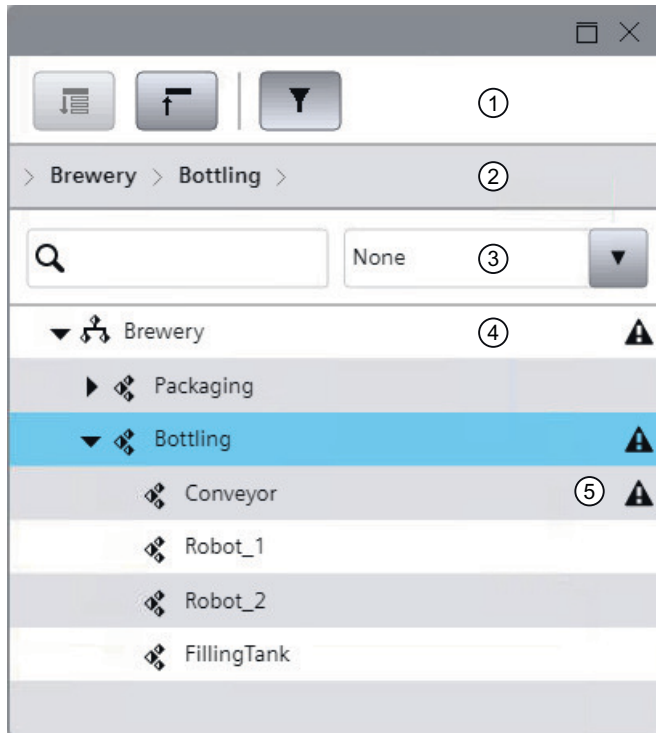 ①
> Brewery > Bottling > ②
None ③
Brewery ④
Packaging
Bottling
Conveyor ⑤
Robot_1
Robot_2
FillingTank